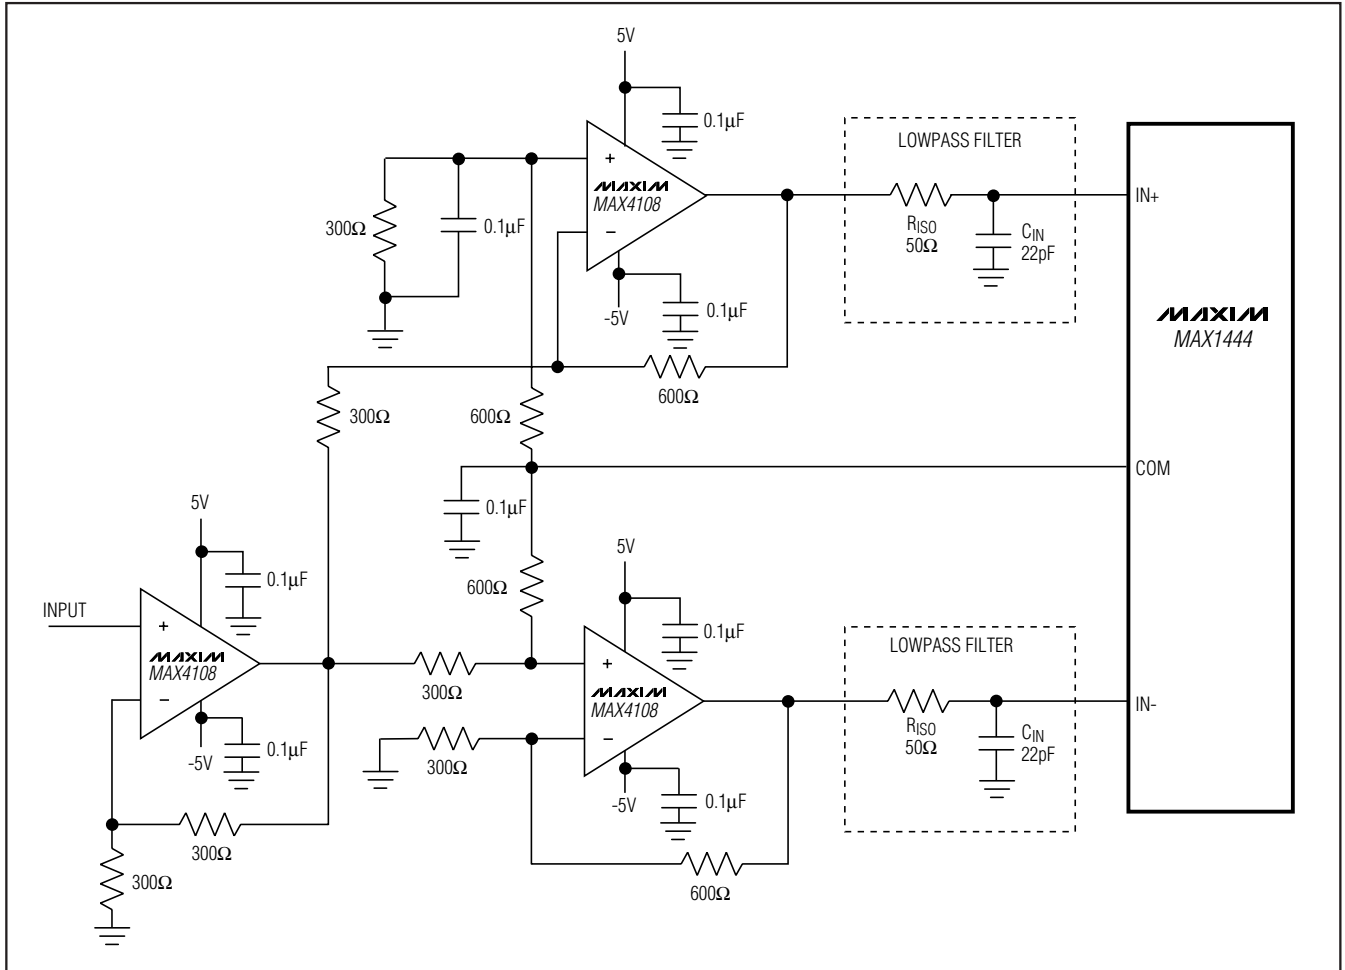 5V
0.1µF
LOWPASS FILTER
+
MAXIM
MAX4108
IN+
300Ω
0.1µF
−
RISO
50Ω
CIN
22pF
-5V
0.1µF
MAXIM
MAX1444
600Ω
300Ω
600Ω
COM
0.1µF
5V
5V
0.1µF
600Ω
INPUT
+
MAXIM
MAX4108
−
0.1µF
LOWPASS FILTER
+
MAXIM
MAX4108
300Ω
IN-
−
RISO
50Ω
CIN
22pF
-5V
0.1µF
300Ω
-5V
0.1µF
300Ω
300Ω
600Ω